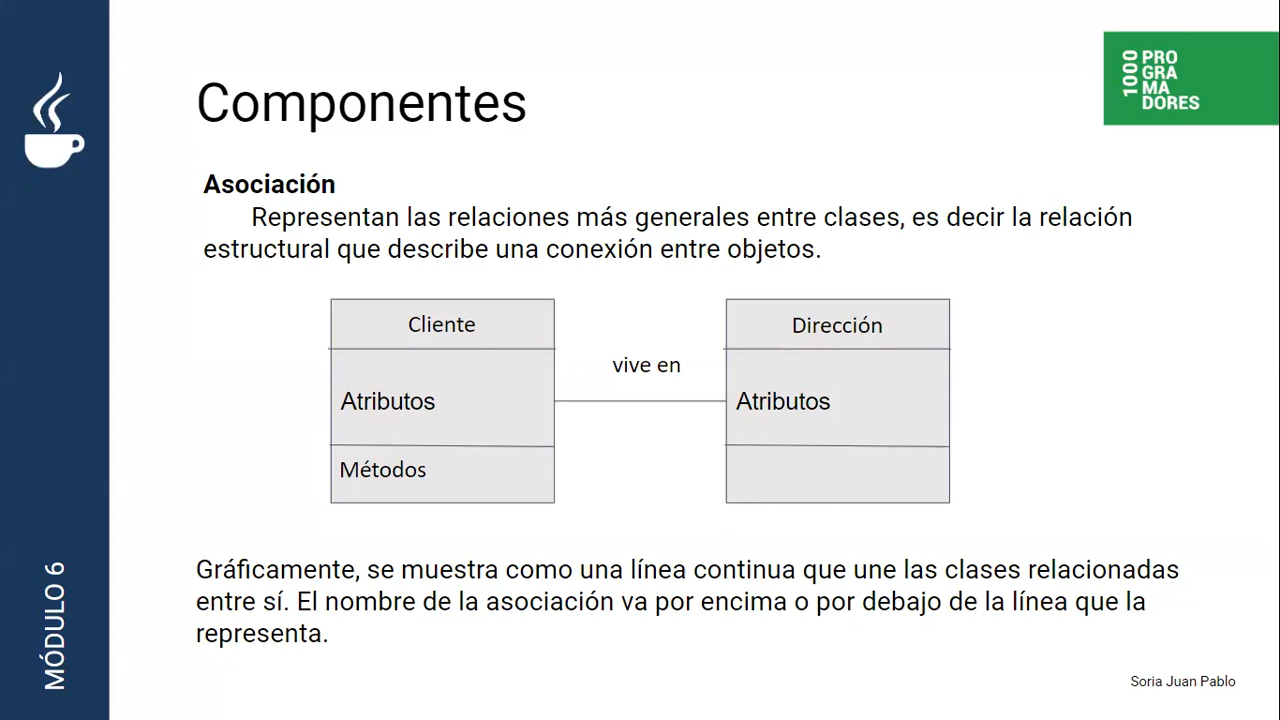 1000
PRO
GRA
MA
DORES
Componentes
Asociación
Representan las relaciones más generales entre clases, es decir la relación
estructural que describe una conexión entre objetos.
Cliente
Atributos
Métodos
vive en
Dirección
Atributos
Gráficamente, se muestra como una línea continua que une las clases relacionadas
entre sí. El nombre de la asociación va por encima o por debajo de la línea que la
representa.
MÓDULO 6
Soria Juan Pablo